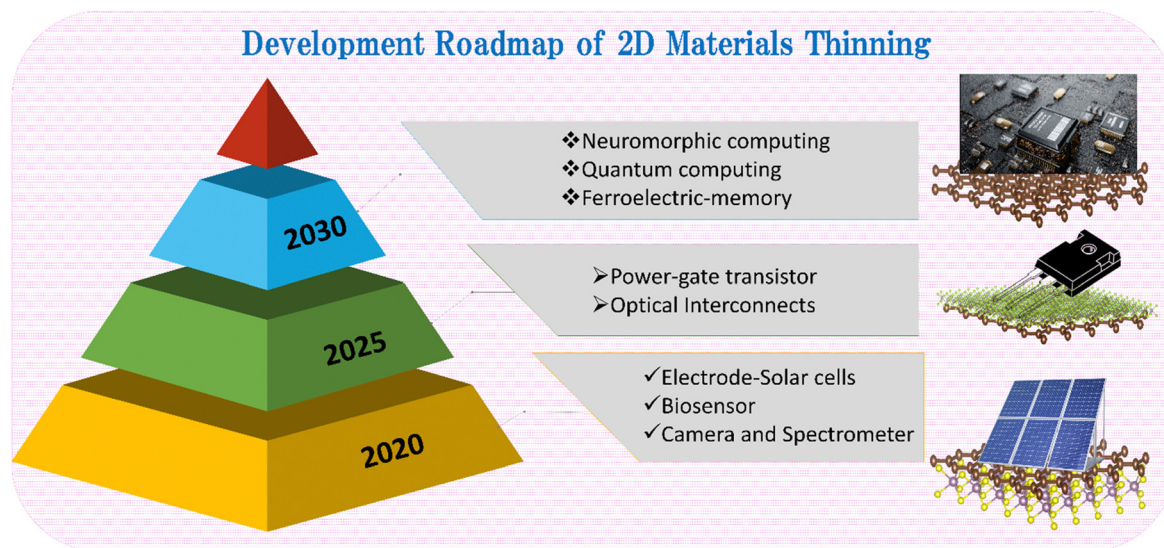 Development Roadmap of 2D Materials Thinning
2030
❖Neuromorphic computing
❖Quantum computing
❖Ferroelectric-memory
2025
➢Power-gate transistor
➢Optical Interconnects
2020
✓Electrode-Solar cells
✓Biosensor
✓Camera and Spectrometer